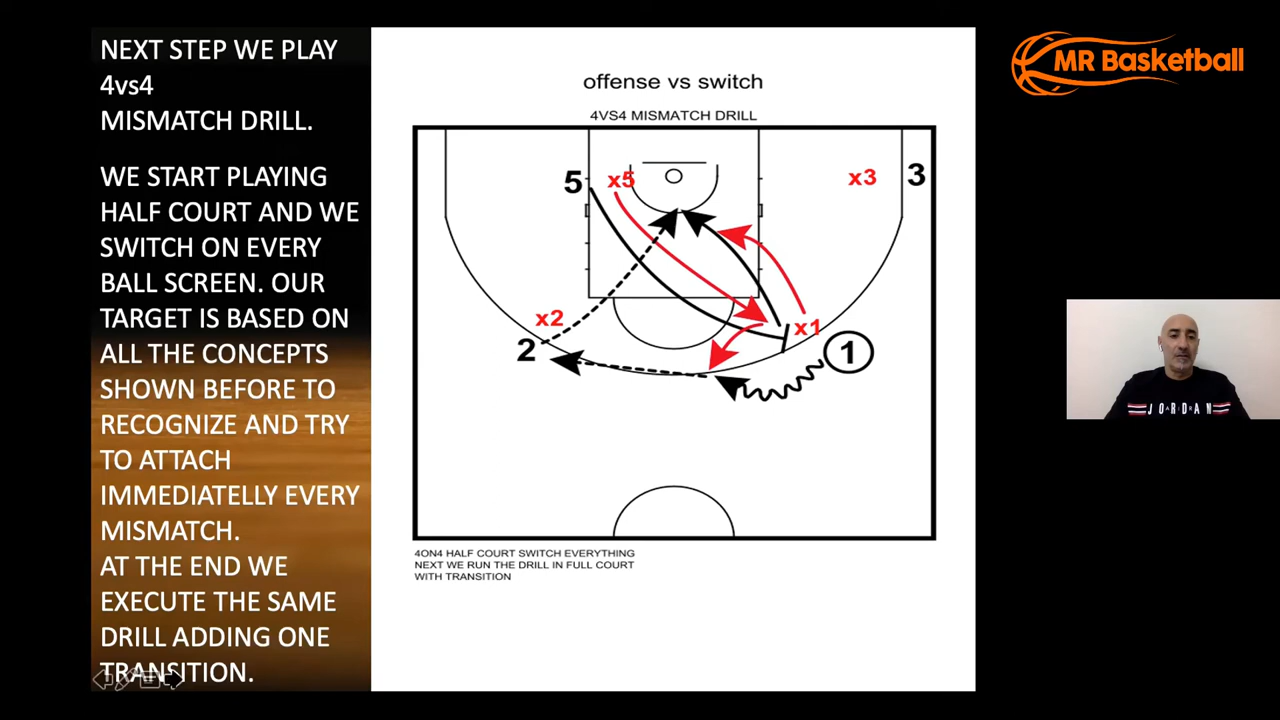 NEXT STEP WE PLAY
4vs4
MISMATCH DRILL.
WE START PLAYING
HALF COURT AND WE
SWITCH ON EVERY
BALL SCREEN. OUR
TARGET IS BASED ON
ALL THE CONCEPTS
SHOWN BEFORE TO
RECOGNIZE AND TRY
TO ATTACH
IMMEDIATELLY EVERY
MISMATCH.
AT THE END WE
EXECUTE THE SAME
DRILL ADDING ONE
TRANSITION.
offense vs switch
4VS4 MISMATCH DRILL
5
x5
x3
3
x2
x1
2
1
4ON4 HALF COURT SWITCH EVERYTHING
NEXT WE RUN THE DRILL IN FULL COURT
WITH TRANSITION
MR Basketball
JORDAN